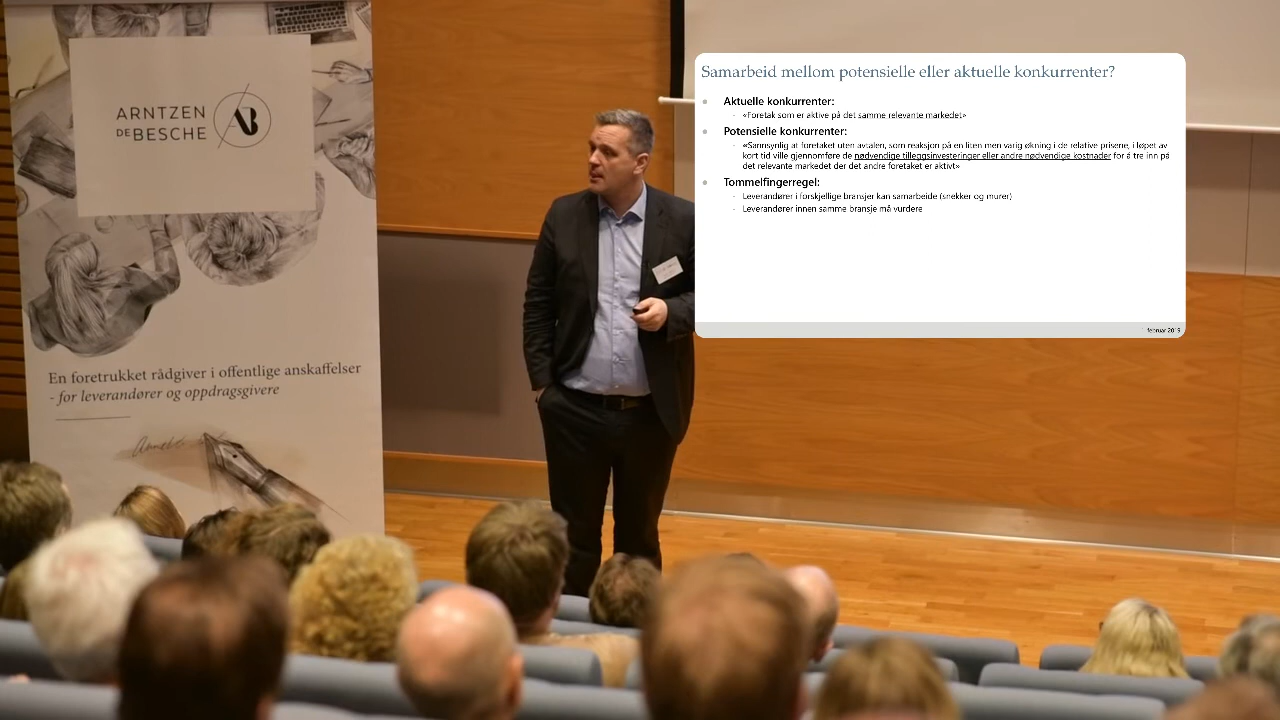 ARNTZEN
DE BESCHE
AB
En foretrukket rådgiver i offentlige anskaffelser
- for leverandører og oppdragsgivere
Samarbeid mellom potensielle eller aktuelle konkurrenter?
Aktuelle konkurrenter:
- «Foretak som er aktive på det samme relevante markedet»
Potensielle konkurrenter:
- «Sannsynlig at foretaket uten avtalen, som reaksjon på en liten men varig økning i de relative prisene, i løpet av
kort tid ville gjennomføre de nødvendige tilleggsinvesteringer eller andre nødvendige kostnader for å tre inn på
det relevante markedet der det andre foretaket er aktivt»
Tommelfingerregel:
- Leverandører i forskjellige bransjer kan samarbeide (snekker og murer)
- Leverandører innen samme bransje må vurdere
februar 2019